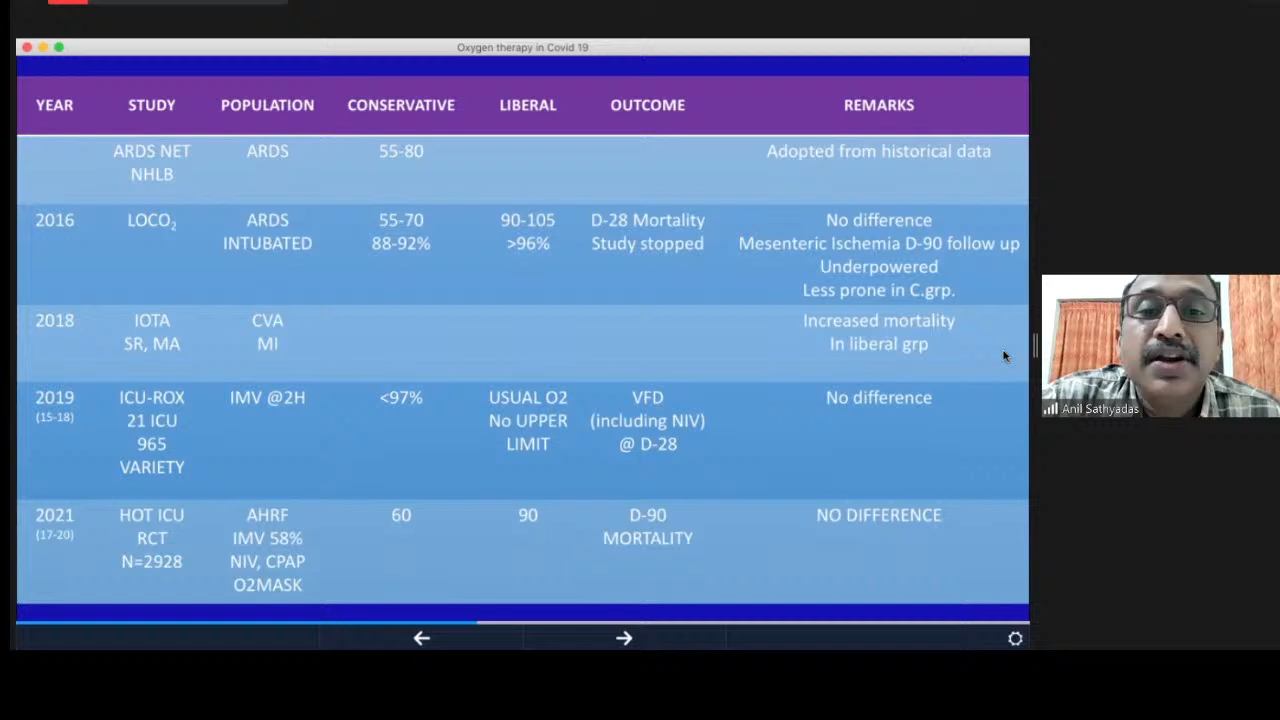 Oxygen therapy in Covid 19
YEAR STUDY POPULATION CONSERVATIVE LIBERAL OUTCOME REMARKS
ARDS NET ARDS 55-80 Adopted from historical data
NHLB
2016 LOCO₂ ARDS 55-70 90-105 D-28 Mortality No difference
INTUBATED 88-92% >96% Study stopped Mesenteric Ischemia D-90 follow up
Underpowered
Less prone in C.grp.
2018 IOTA CVA Increased mortality
SR, MA MI In liberal grp
2019 ICU-ROX IMV @2H <97% USUAL O2 VFD No difference
(15-18) 21 ICU No UPPER (including NIV)
965 LIMIT @ D-28
VARIETY
2021 HOT ICU AHRF 60 90 D-90 NO DIFFERENCE
(17-20) RCT IMV 58% MORTALITY
N=2928 NIV, CPAP
O2MASK
Anil Sathyadas